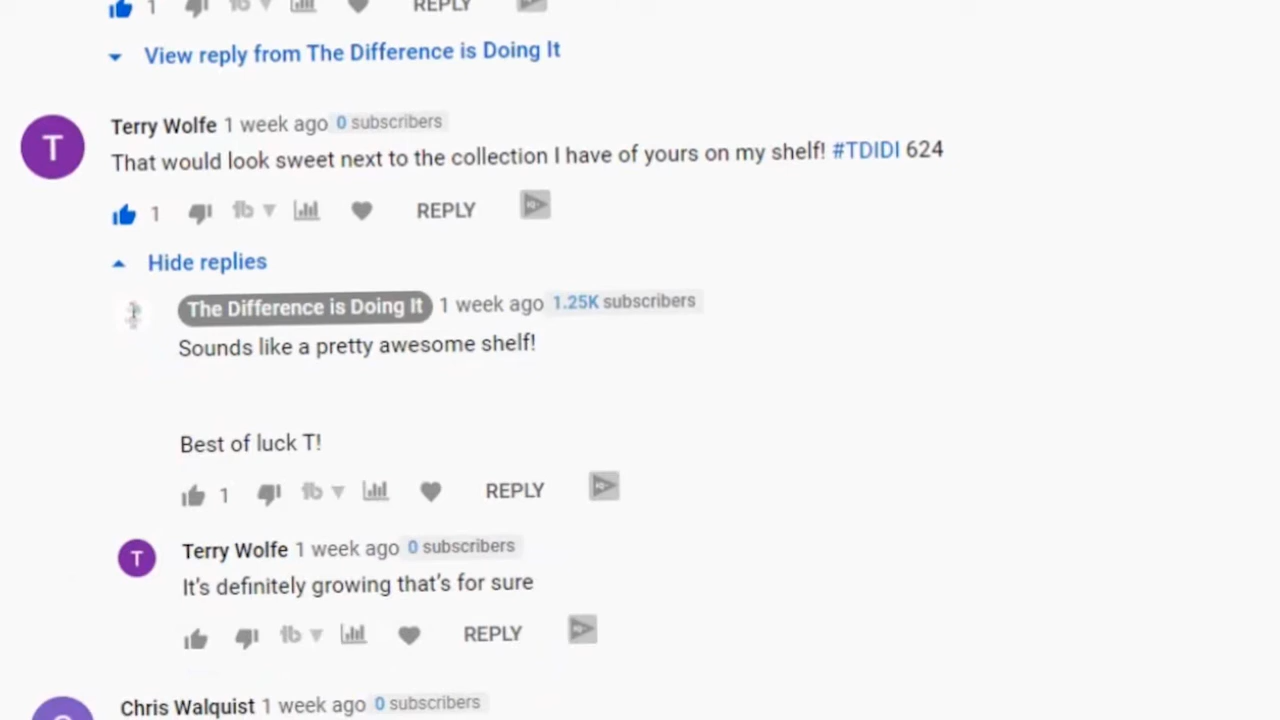 1 REPLY
View reply from The Difference is Doing It
T
Terry Wolfe 1 week ago 0 subscribers
That would look sweet next to the collection I have of yours on my shelf! #TDIDI 624
1 tb REPLY
Hide replies
The Difference is Doing It 1 week ago 1.25K subscribers
Sounds like a pretty awesome shelf!
Best of luck T!
1 tb REPLY
T
Terry Wolfe 1 week ago 0 subscribers
It's definitely growing that's for sure
tb REPLY
Chris Walquist 1 week ago 0 subscribers